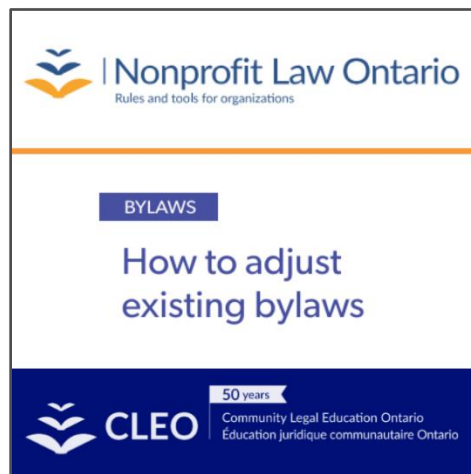 Nonprofit Law Ontario
Rules and tools for organizations
BYLAWS
How to adjust
existing bylaws
50 years
CLEO
Community Legal Education Ontario
Éducation juridique communautaire Ontario